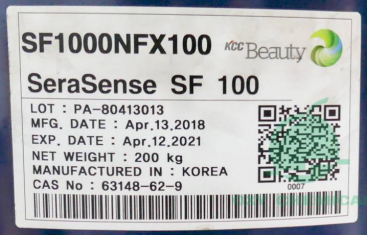 SF1000NFX100 KCC Beauty
SeraSense SF 100
LOT : PA-80413013
MFG. DATE : Apr.13.2018
EXP. DATE : Apr.12.2021
NET WEIGHT : 200 kg
MANUFACTURED IN : KOREA
CAS No : 63148-62-9
0007